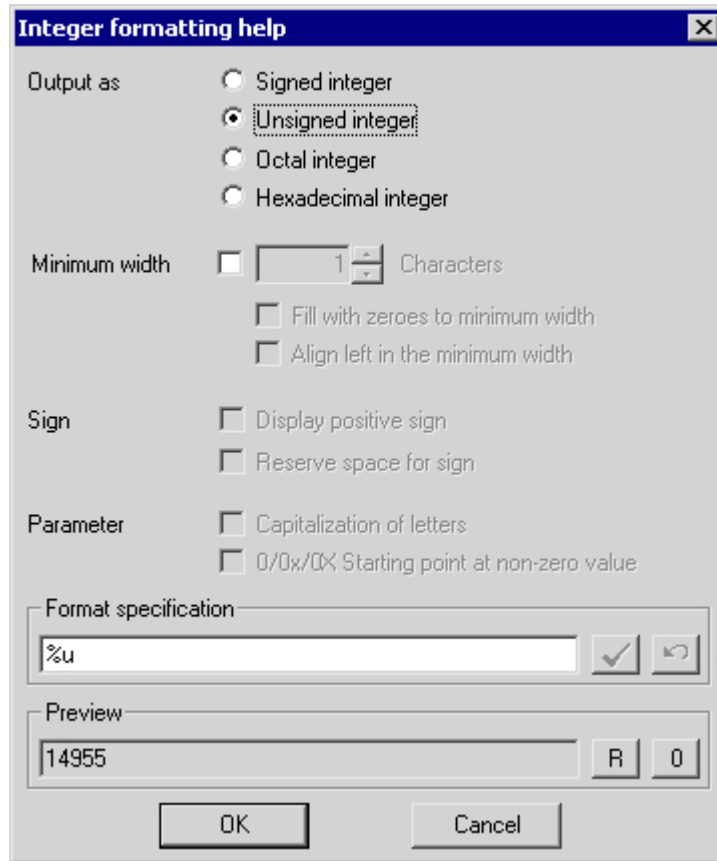 Integer formatting help
Output as
Signed integer
Unsigned integer
Octal integer
Hexadecimal integer
Minimum width 1 Characters
Fill with zeroes to minimum width
Align left in the minimum width
Sign
Display positive sign
Reserve space for sign
Parameter
Capitalization of letters
0/0x/0X Starting point at non-zero value
Format specification
%u
Preview
14955 R 0
OK Cancel